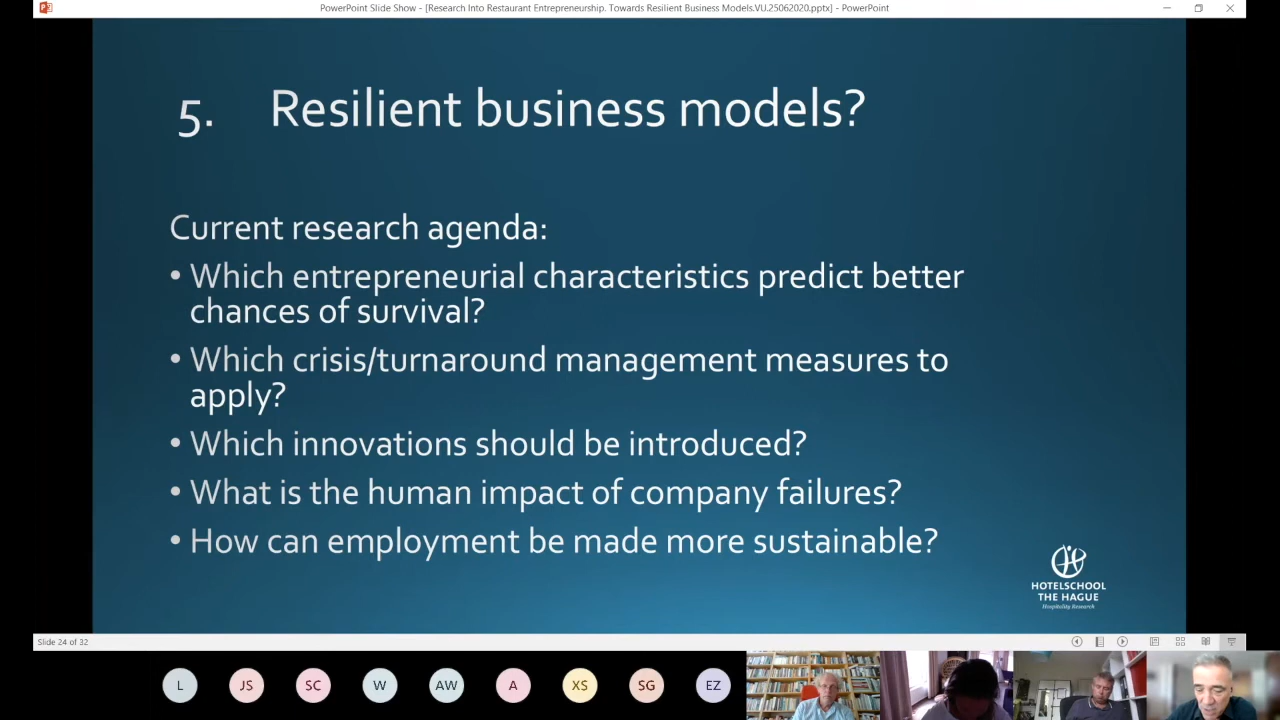 PowerPoint Slide Show - [Research Into Restaurant Entrepreneurship. Towards Resilient Business Models.VU.25062020.pptx] - PowerPoint
5. Resilient business models?
Current research agenda:
• Which entrepreneurial characteristics predict better
chances of survival?
• Which crisis/turnaround management measures to
apply?
• Which innovations should be introduced?
• What is the human impact of company failures?
• How can employment be made more sustainable?
HOTELSCHOOL
THE HAGUE
Hospitality Research
Slide 24 of 32
L JS SC W AW A XS SG EZ